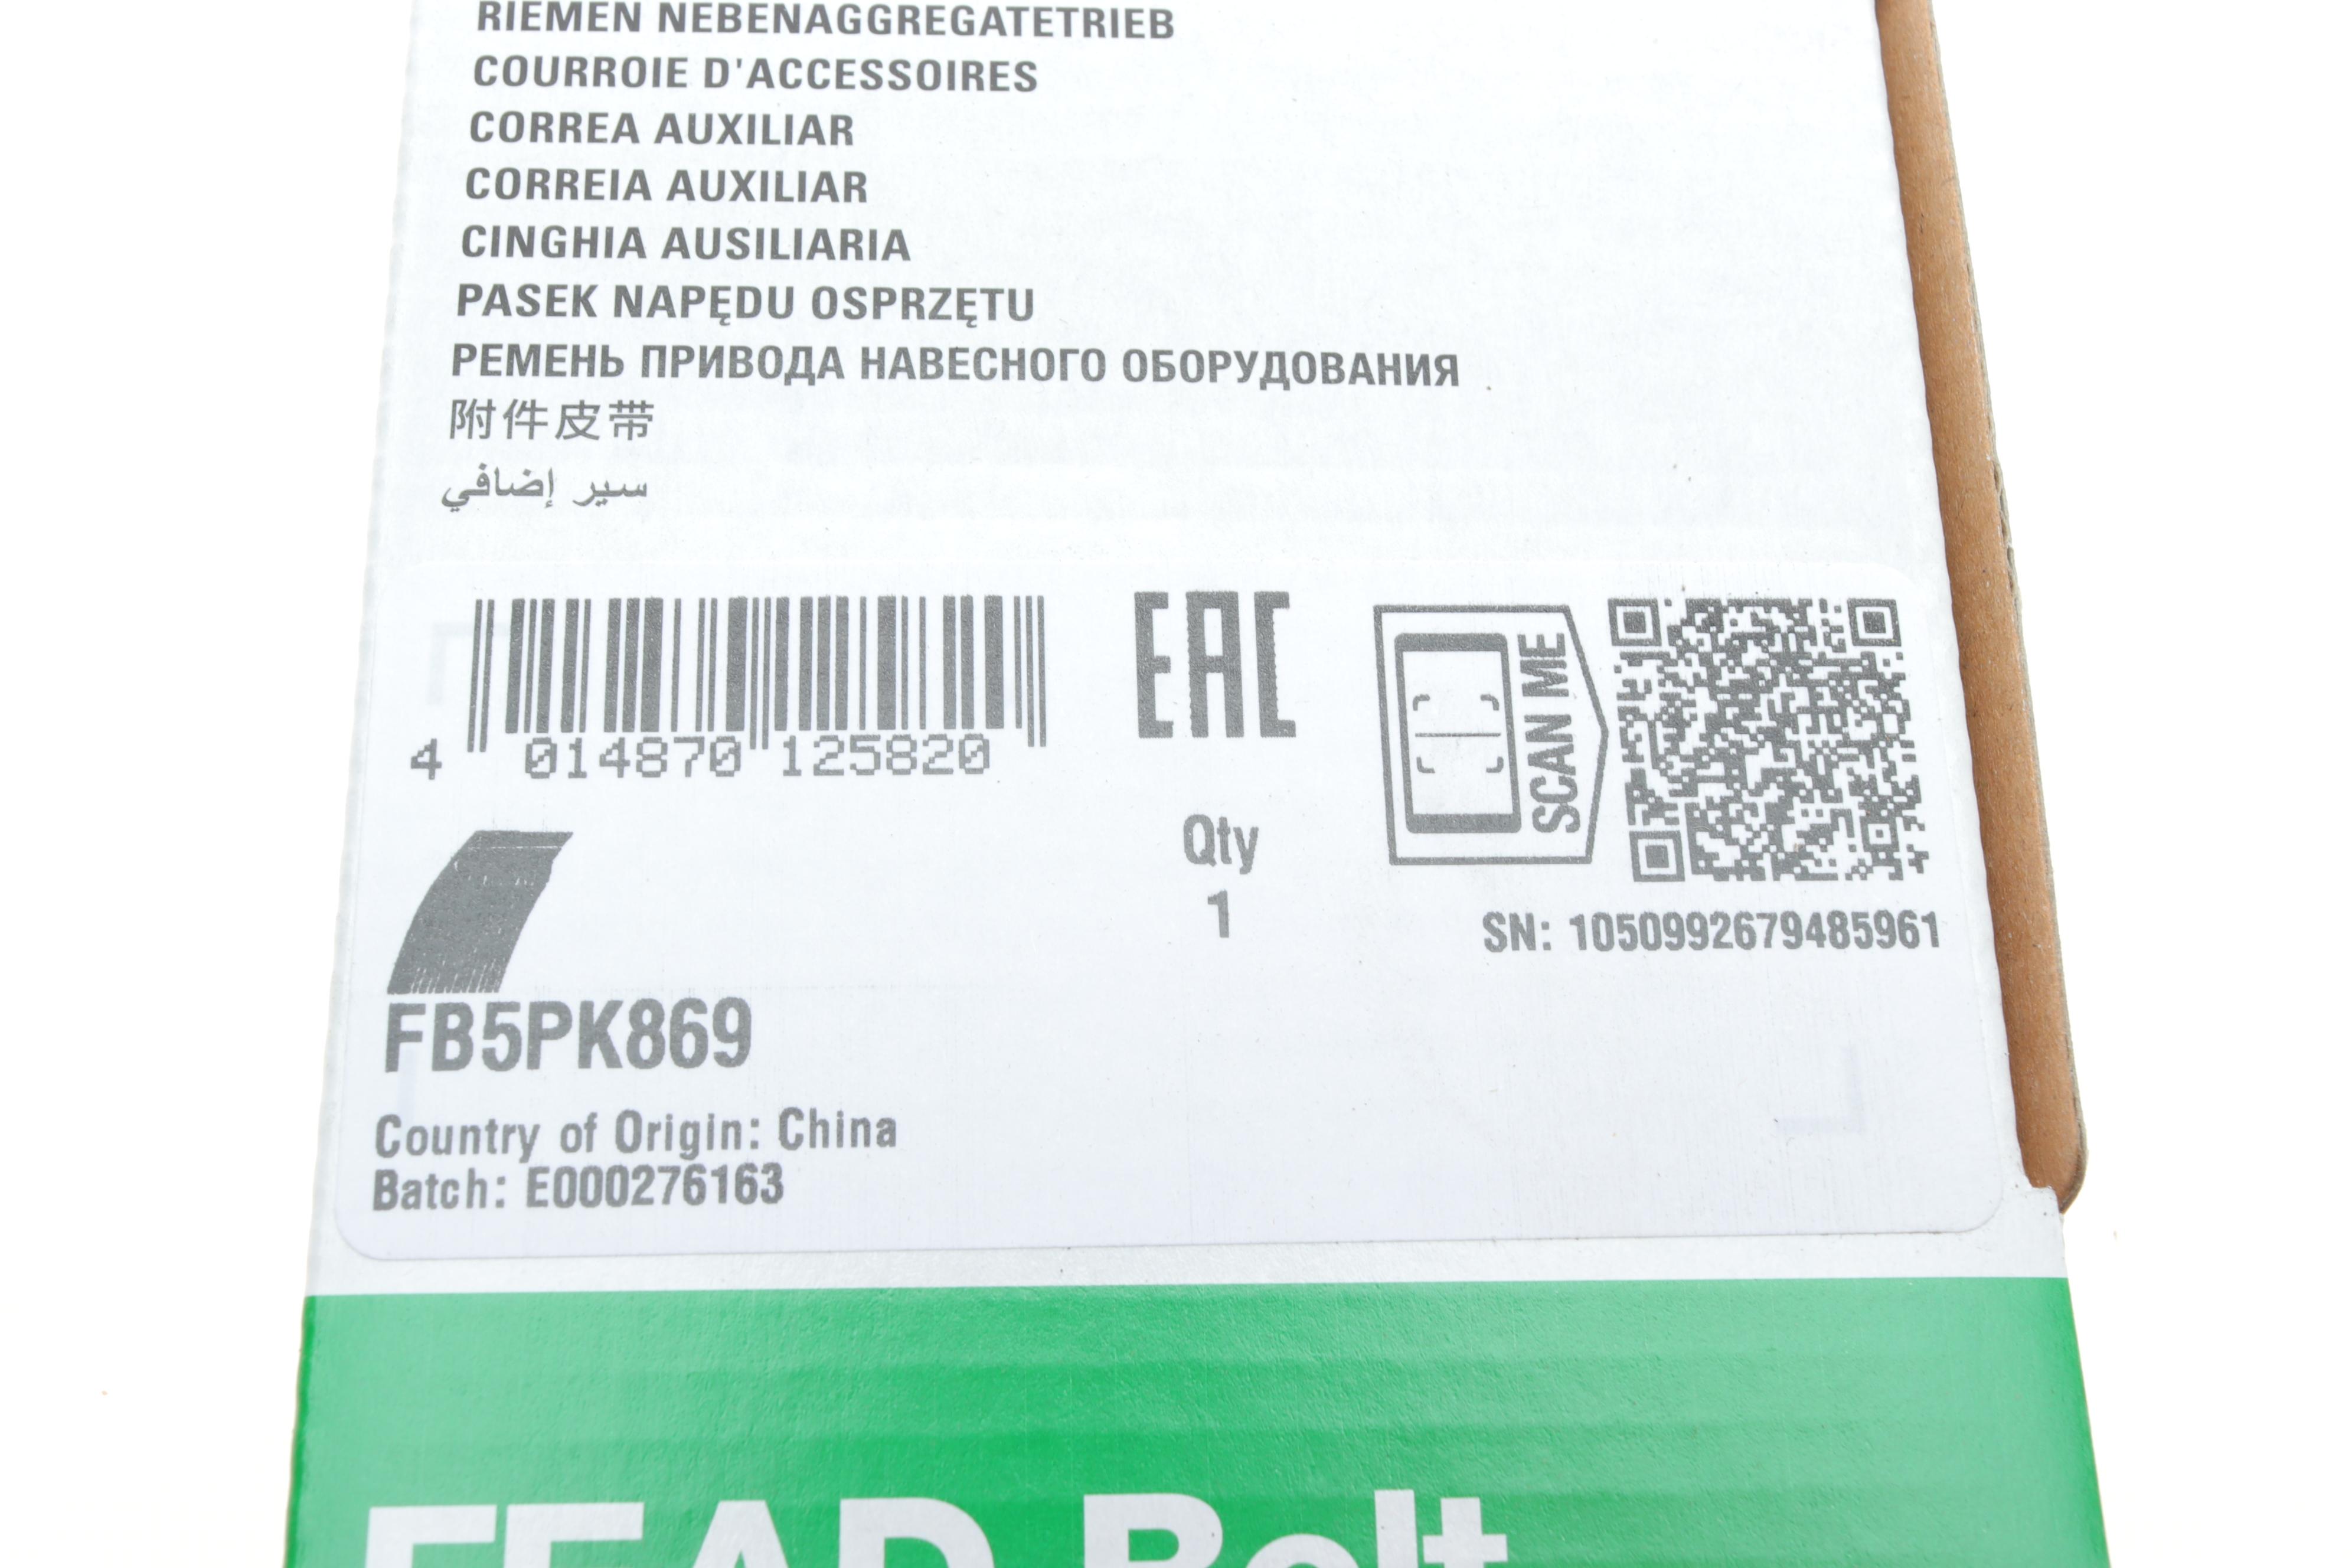 RIEMEN NEBENAGGREGATETRIEB
COURROIE D'ACCESSOIRES
CORREA AUXILIAR
CORREIA AUXILIAR
CINGHIA AUSILIARIA
PASEK NAPĘDU OSPRZĘTU
РЕМЕНЬ ПРИВОДА НАВЕСНОГО ОБОРУДОВАНИЯ
附件皮带
سير إضافي
EAC
SCAN ME
4 014870 125820
Qty
1
SN: 1050992679485961
FB5PK869
Country of Origin: China
Batch: E000276163
FEAD Belt